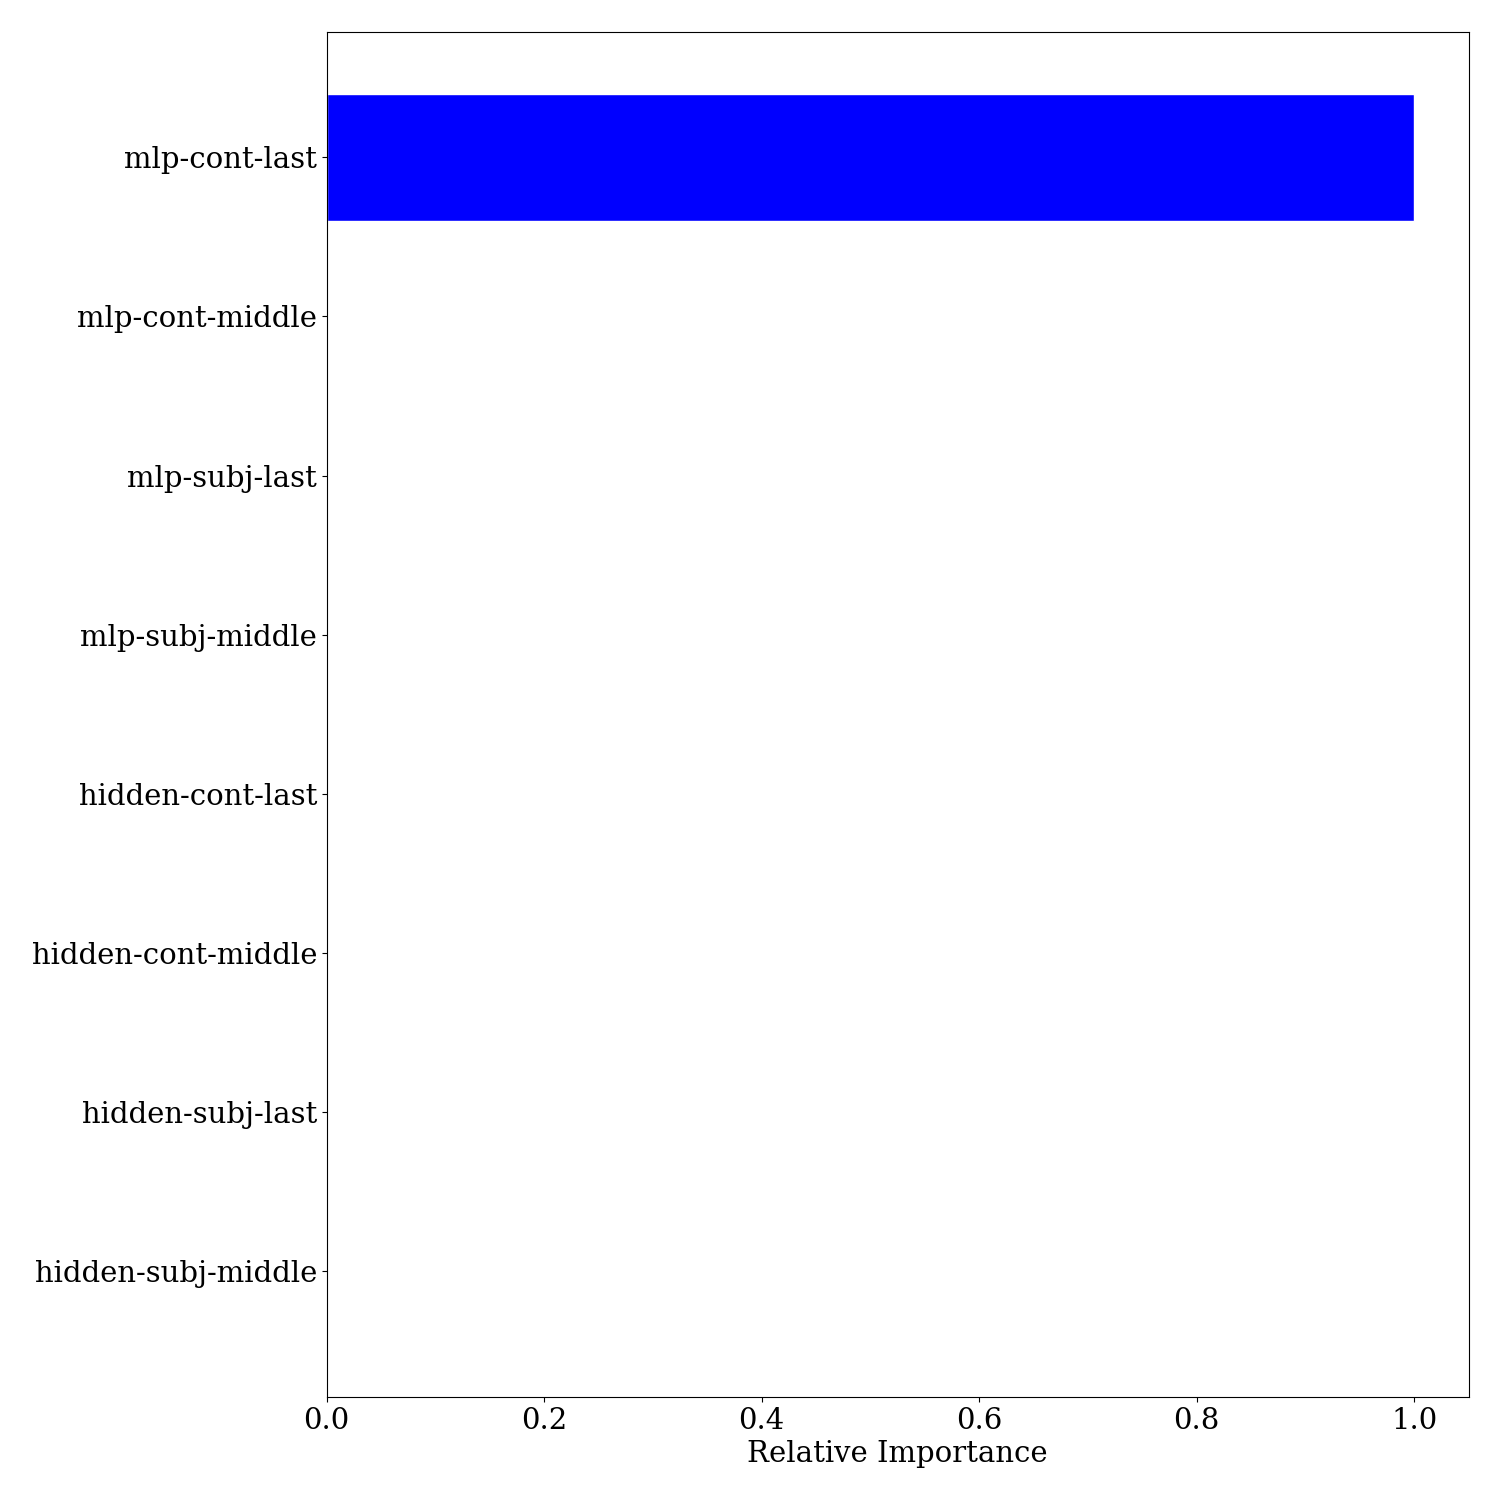 mlp-cont-last
mlp-cont-middle
mlp-subj-last
mlp-subj-middle
hidden-cont-last
hidden-cont-middle
hidden-subj-last
hidden-subj-middle
0.0 0.2 0.4 0.6 0.8 1.0
Relative Importance